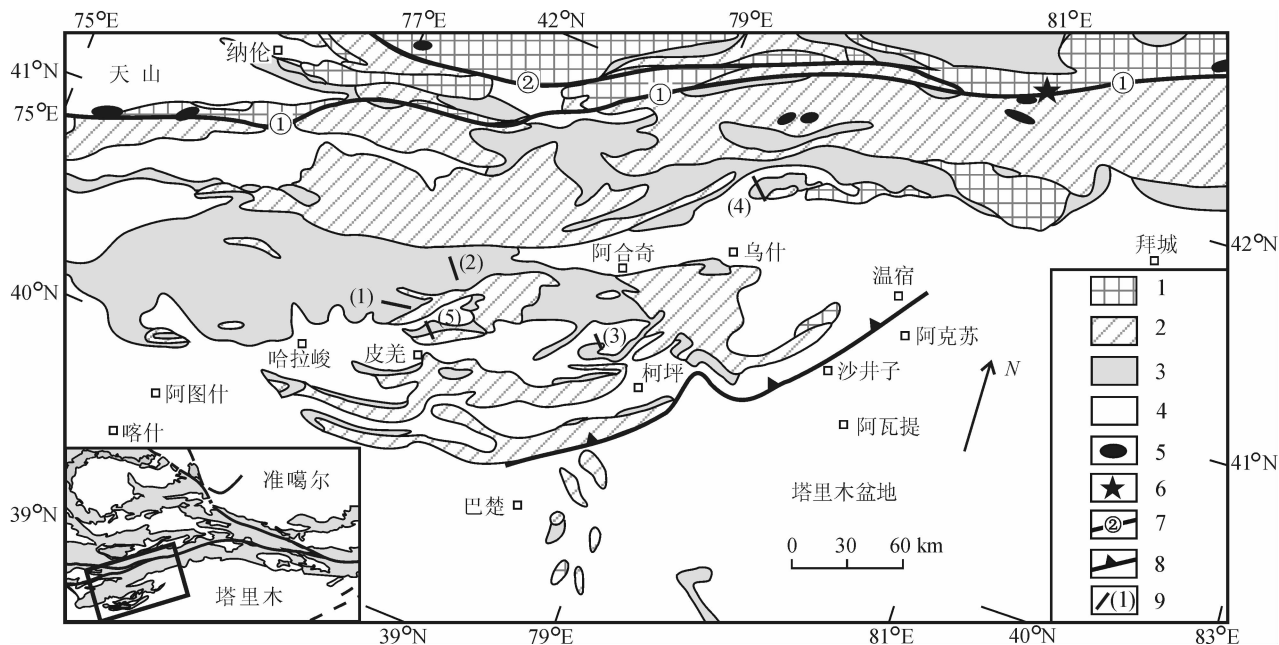 75°E
77°E
42°N
79°E
81°E
纳伦
41°N
天山
②
①
①
75°E
①
(4)
阿合奇
乌什
拜城
42°N
(2)
温宿
40°N
(1)
(5)
(3)
阿克苏
哈拉峻
皮羌
柯坪
沙井子
N
阿图什
喀什
阿瓦提
41°N
准噶尔
巴楚
塔里木盆地
39°N
0 30 60 km
塔里木
1
2
3
4
5
6
② 7
8
(1) 9
39°N
79°E
81°E
40°N
83°E